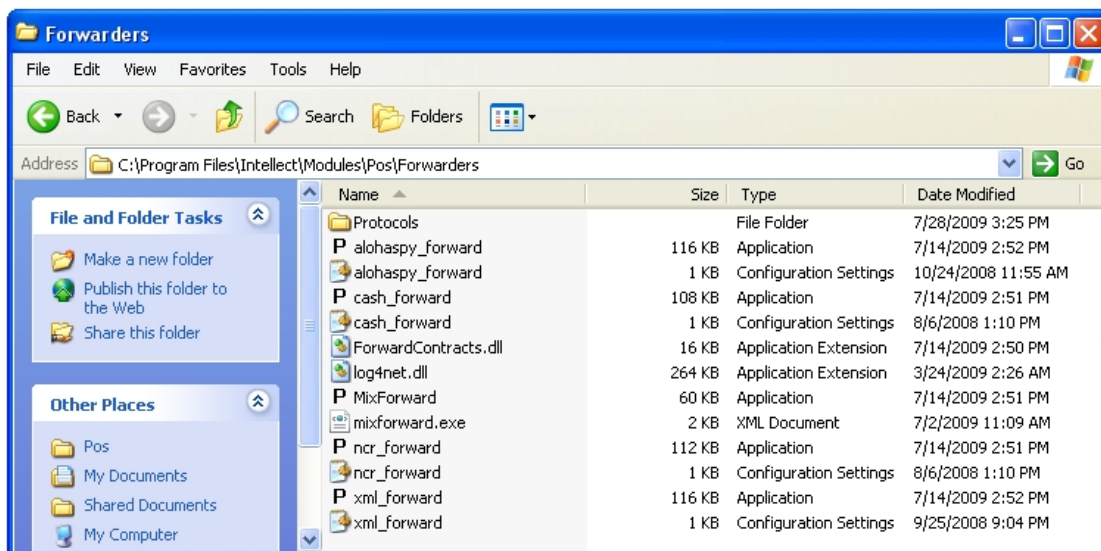 Forwarders
File Edit View Favorites Tools Help
Back Search Folders
Address C:\Program Files\Intellect\Modules\Pos\Forwarders Go
File and Folder Tasks
Make a new folder
Publish this folder to
the Web
Share this folder
Other Places
Pos
My Documents
Shared Documents
My Computer
Name Size Type Date Modified
Protocols File Folder 7/28/2009 3:25 PM
P alohaspy_forward 116 KB Application 7/14/2009 2:52 PM
alohaspy_forward 1 KB Configuration Settings 10/24/2008 11:55 AM
P cash_forward 108 KB Application 7/14/2009 2:51 PM
cash_forward 1 KB Configuration Settings 8/6/2008 1:10 PM
ForwardContracts.dll 16 KB Application Extension 7/14/2009 2:50 PM
log4net.dll 264 KB Application Extension 3/24/2009 2:26 AM
P MixForward 60 KB Application 7/14/2009 2:51 PM
mixforward.exe 2 KB XML Document 7/2/2009 11:09 AM
P ncr_forward 112 KB Application 7/14/2009 2:51 PM
ncr_forward 1 KB Configuration Settings 8/6/2008 1:10 PM
P xml_forward 116 KB Application 7/14/2009 2:52 PM
xml_forward 1 KB Configuration Settings 9/25/2008 9:04 PM